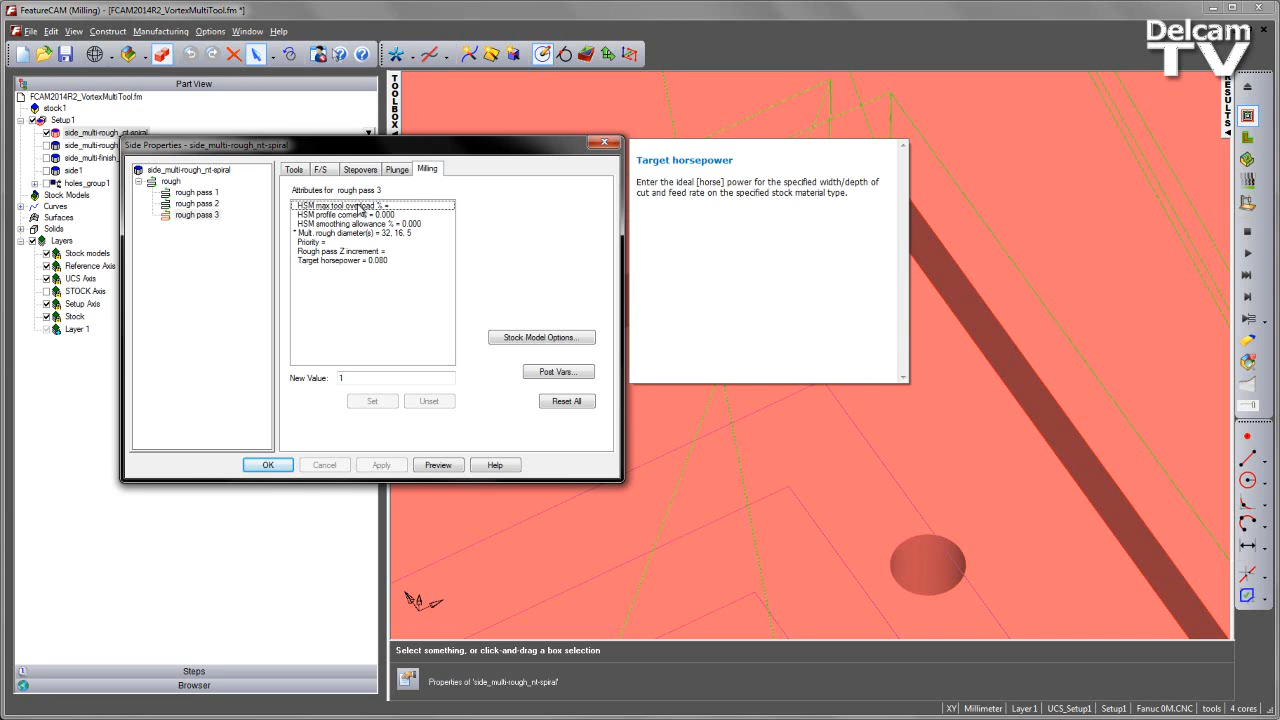 FeatureCAM (Milling) - [FCAM2014R2_VortexMultiTool.fm *]
File Edit View Construct Manufacturing Options Window Help
Delcam
TV
Part View
FCAM2014R2_VortexMultiTool.fm
stock1
Setup1
side_multi-rough_nt-spiral
side_multi-rough
side_multi-finish_
side1
holes_group1
Stock Models
Curves
Surfaces
Solids
Layers
Stock models
Reference Axis
UCS Axis
STOCK Axis
Setup Axis
Stock
Layer 1
Steps
Browser
TOOLBOX
RESULTS
Side Properties - side_multi-rough_nt-spiral
side_multi-rough_nt-spiral
rough
rough pass 1
rough pass 2
rough pass 3
Tools F/S Stepovers Plunge Milling
Attributes for rough pass 3
HSM max tool overload % =
HSM profile corner % = 0.000
HSM smoothing allowance % = 0.000
* Mult. rough diameter(s) = 32, 16, 5
Priority =
Rough pass Z increment =
Target horsepower = 0.080
Stock Model Options...
Post Vars...
New Value: 1
Set Unset Reset All
OK Cancel Apply Preview Help
Target horsepower
Enter the ideal [horse] power for the specified width/depth of
cut and feed rate on the specified stock material type.
Select something, or click-and-drag a box selection
Properties of 'side_multi-rough_nt-spiral'
XY Millimeter Layer 1 UCS_Setup1 Setup1 Fanuc 0M.CNC tools 4 cores